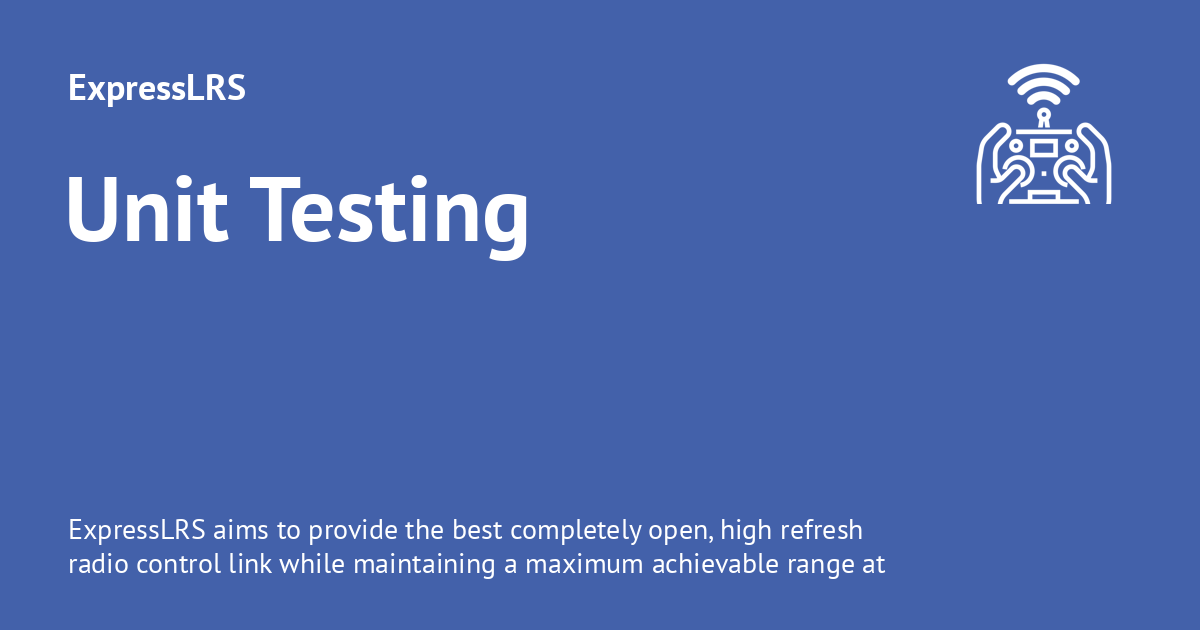 ExpressLRS
Unit Testing
ExpressLRS aims to provide the best completely open, high refresh
radio control link while maintaining a maximum achievable range at